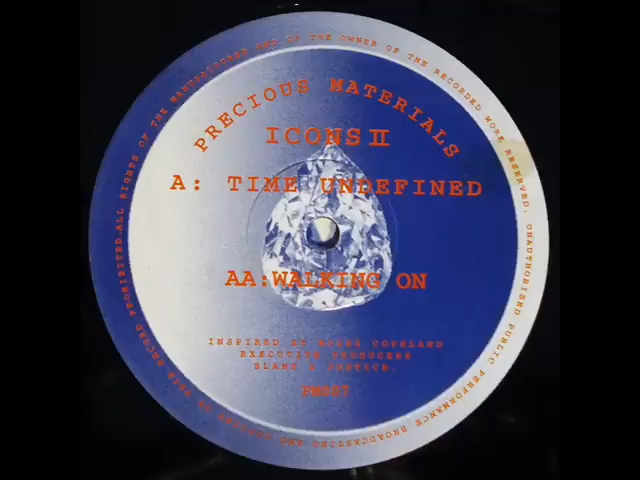 ALL RIGHTS OF THE MANUFACTURER AND OF THE OWNER OF THE RECORDED WORK RESERVED. UNAUTHORISED PUBLIC PERFORMANCE BROADCASTING AND COPYING OF THIS RECORD PROHIBITED.
PRECIOUS MATERIALS
ICONS II
A: TIME UNDEFINED
AA:WALKING ON
INSPIRED BY COPELAND
EXECUTIVE PRODUCERS
BLAME & JUSTICE.
PM007